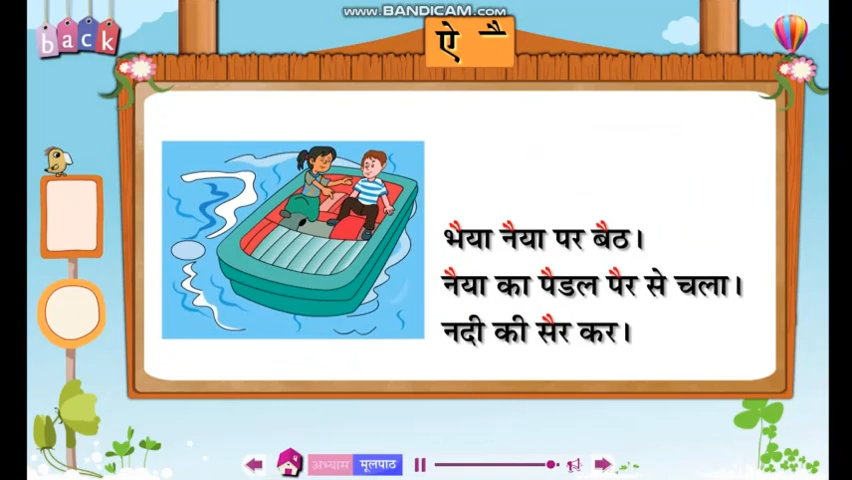 WWW.BANDICAM.COM
back
ऐ ै
भैया नैया पर बैठ।
नैया का पैडल पैर से चला।
नदी की सैर कर।
अभ्यास मूलपाठ